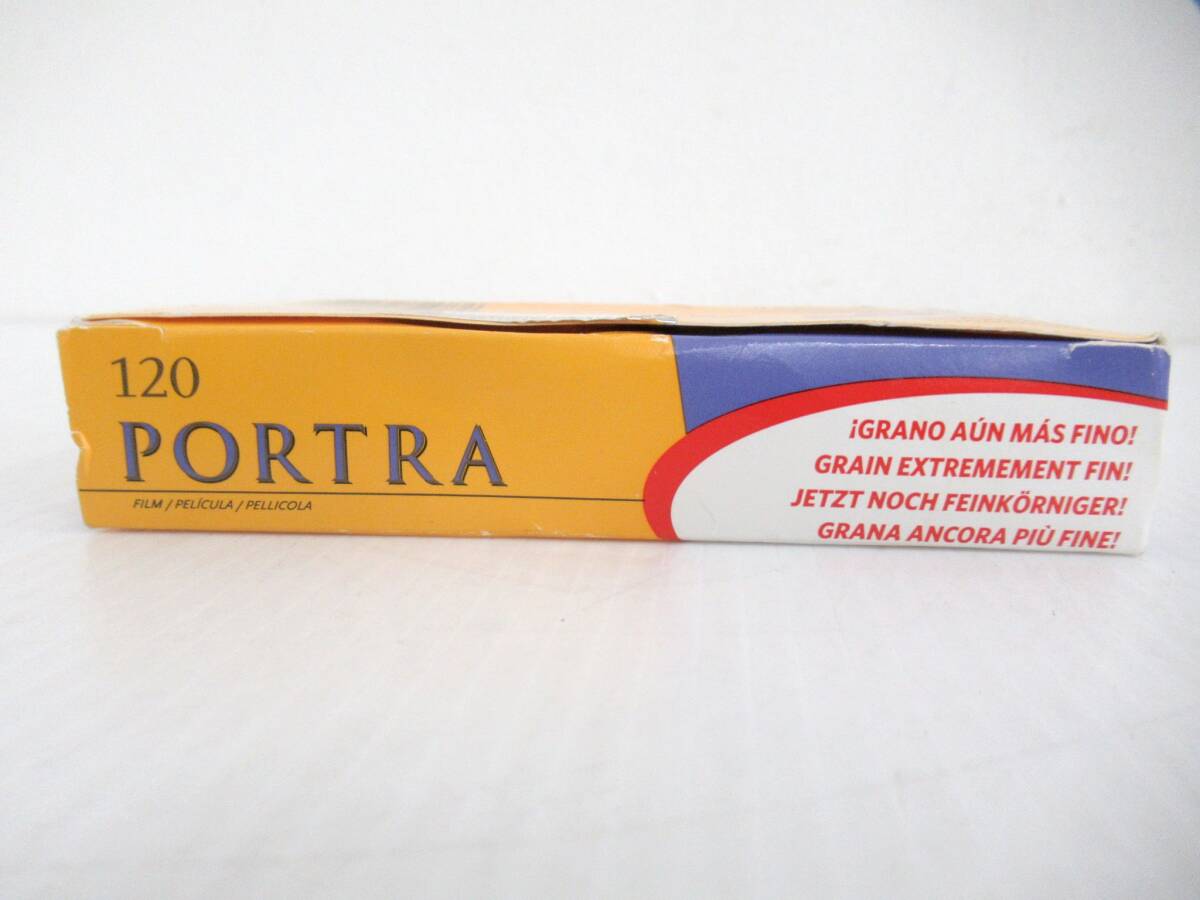 120
PORTRA
FILM / PELÍCULA / PELLICOLA
¡GRANO AÚN MÁS FINO!
GRAIN EXTREMEMENT FIN!
JETZT NOCH FEINKÖRNIGER!
GRANA ANCORA PIÙ FINE!